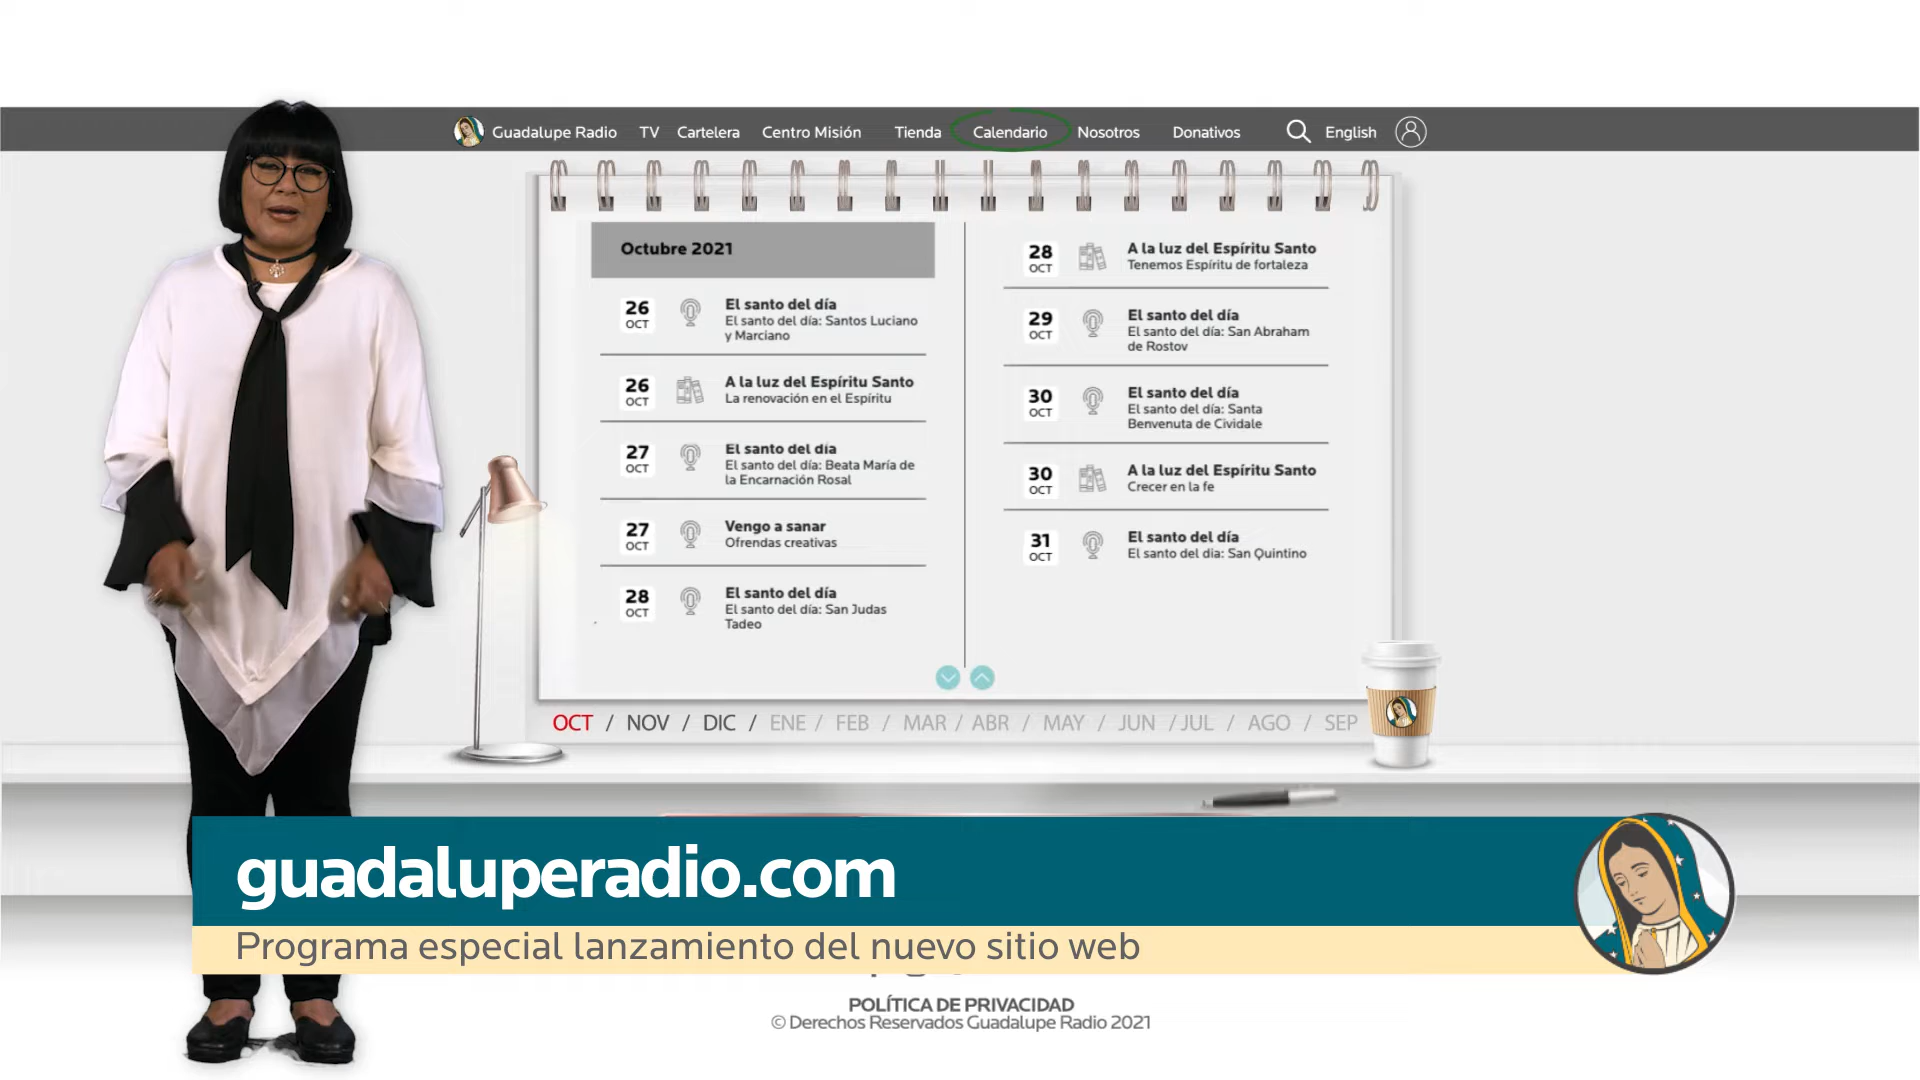 Guadalupe Radio TV Cartelera Centro Misión Tienda Calendario Nosotros Donativos English
Octubre 2021
26
OCT
El santo del día
El santo del día: Santos Luciano
y Marciano
26
OCT
A la luz del Espíritu Santo
La renovación en el Espíritu
27
OCT
El santo del día
El santo del día: Beata María de
la Encarnación Rosal
27
OCT
Vengo a sanar
Ofrendas creativas
28
OCT
El santo del día
El santo del día: San Judas
Tadeo
28
OCT
A la luz del Espíritu Santo
Tenemos Espíritu de fortaleza
29
OCT
El santo del día
El santo del día: San Abraham
de Rostov
30
OCT
El santo del día
El santo del día: Santa
Benvenuta de Cividale
30
OCT
A la luz del Espíritu Santo
Crecer en la fe
31
OCT
El santo del día
El santo del día: San Quintino
OCT / NOV / DIC / ENE / FEB / MAR / ABR / MAY / JUN / JUL / AGO / SEP
guadaluperadio.com
Programa especial lanzamiento del nuevo sitio web
POLÍTICA DE PRIVACIDAD
© Derechos Reservados Guadalupe Radio 2021